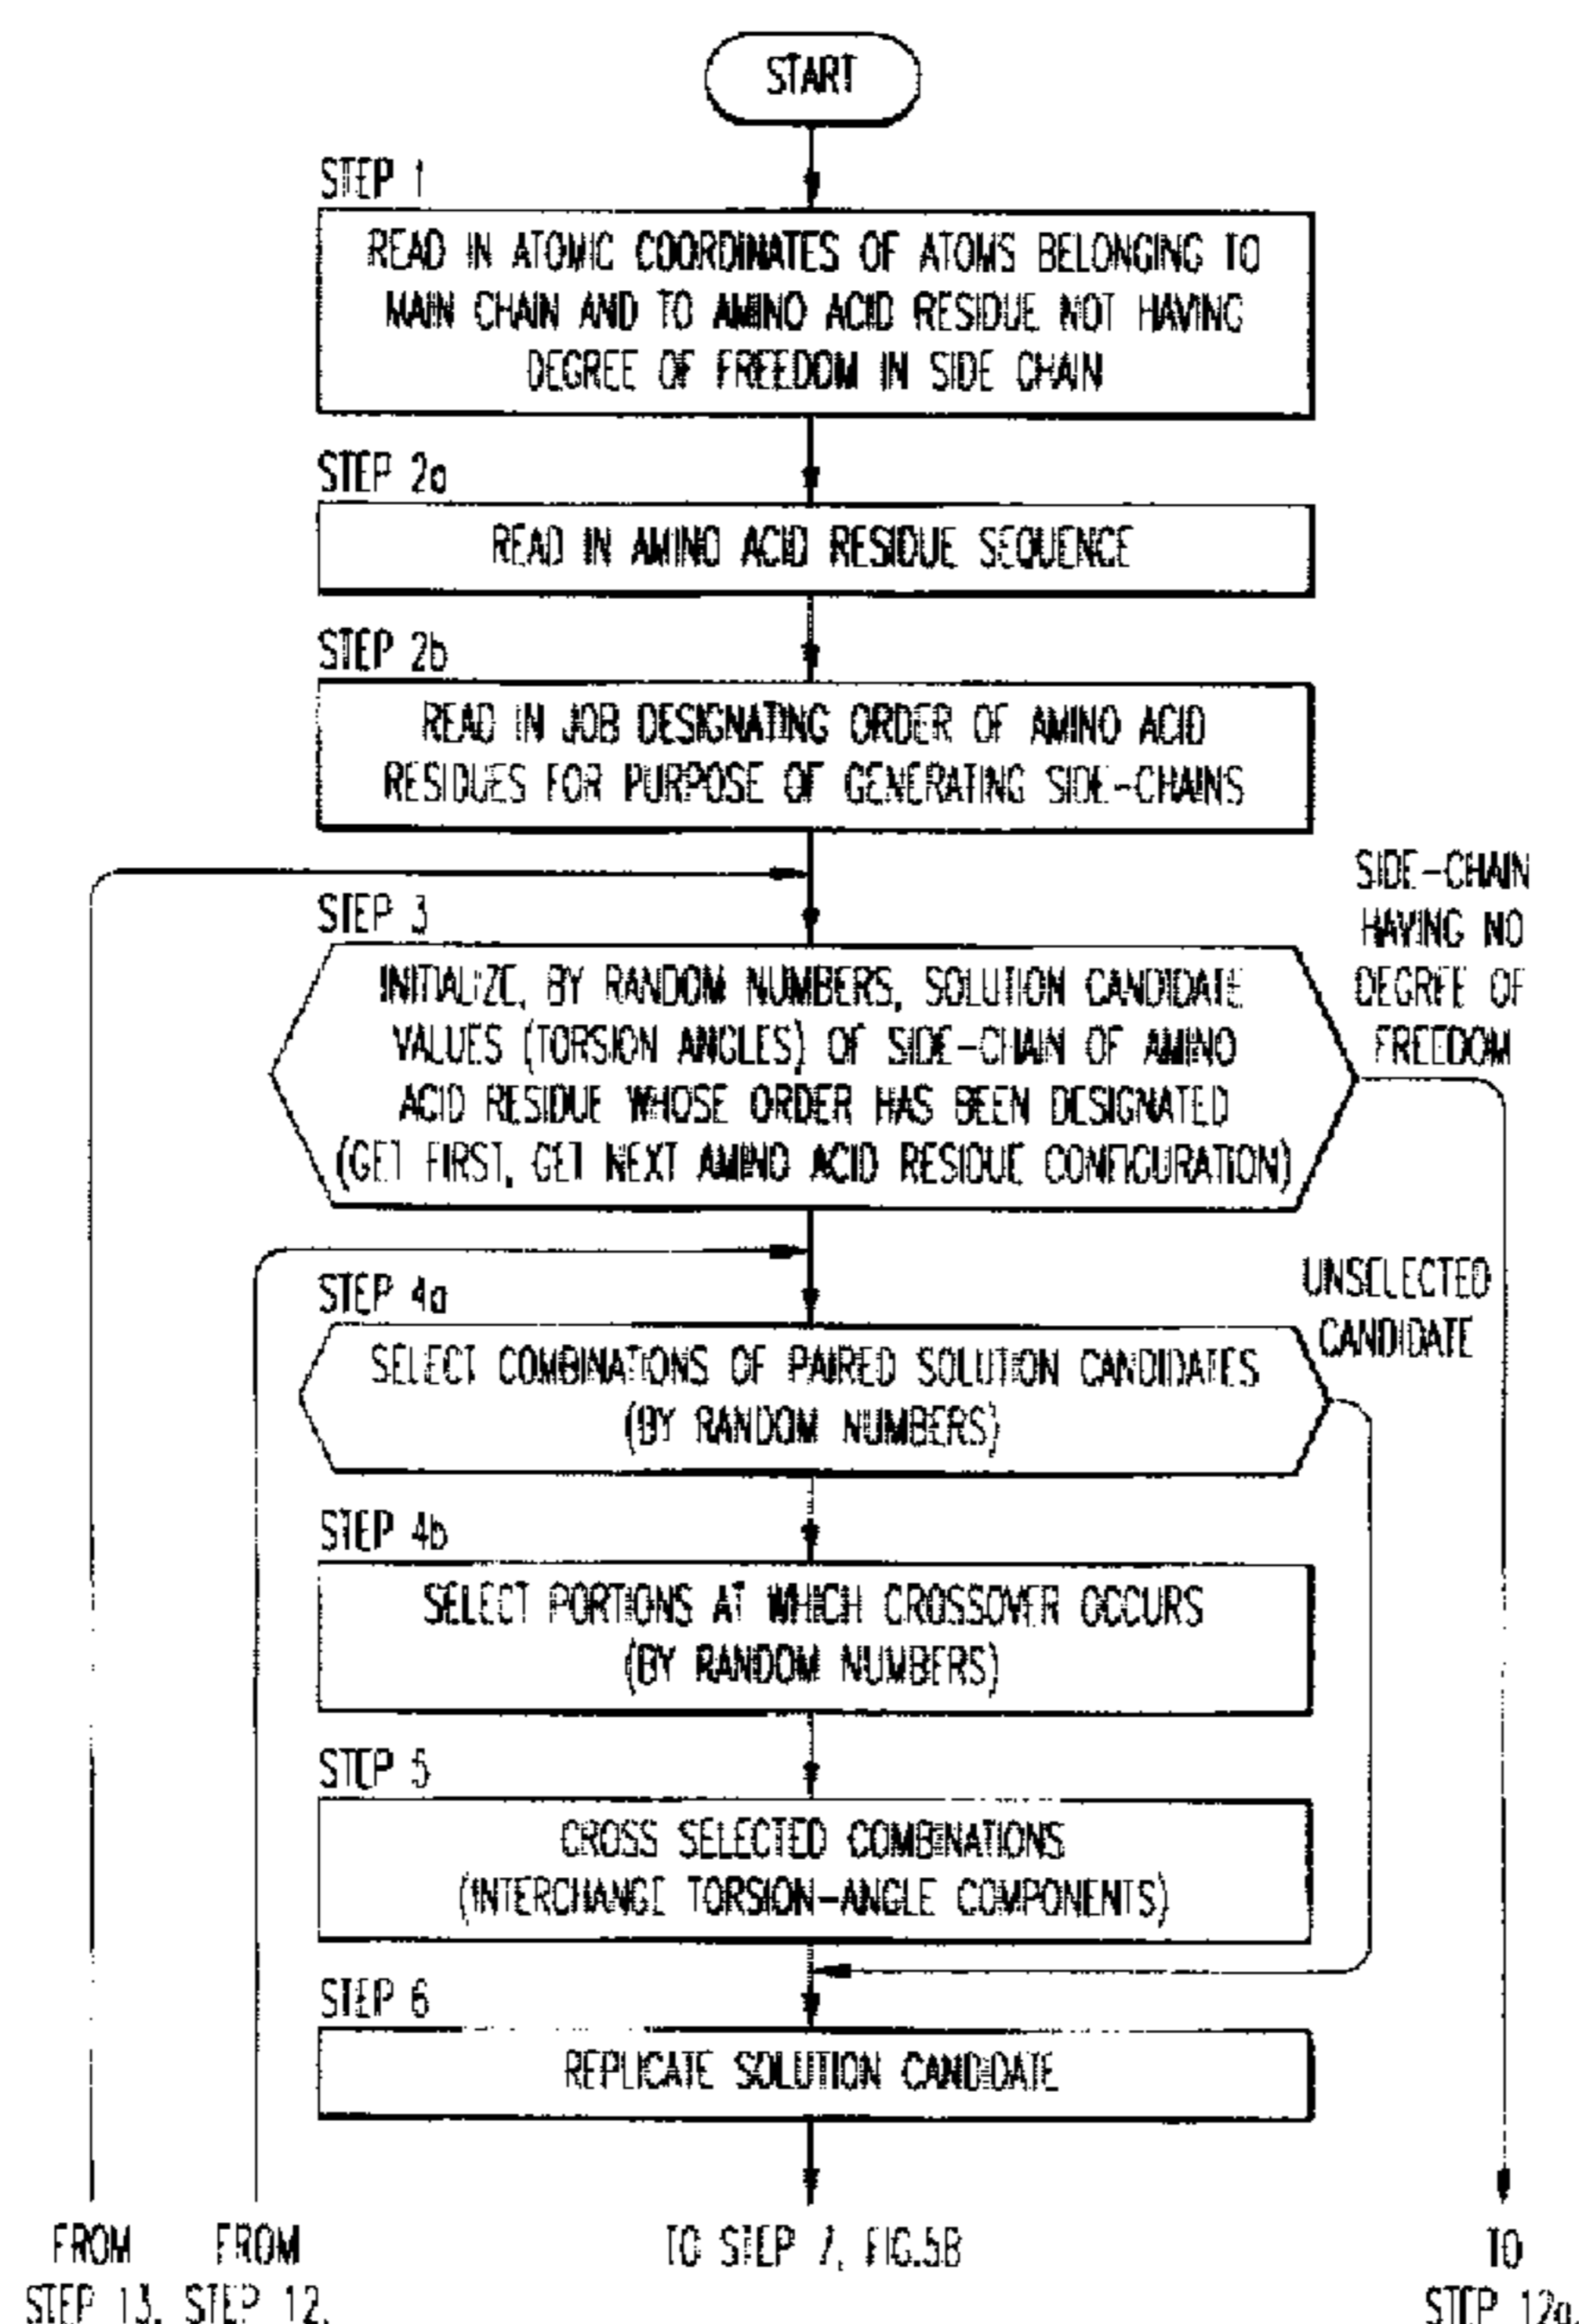 START
STEP 1
READ IN ATOMIC COORDINATES OF ATOMS BELONGING TO
MAIN CHAIN AND TO AMINO ACID RESIDUE NOT HAVING
DEGREE OF FREEDOM IN SIDE CHAIN
STEP 2a
READ IN AMINO ACID RESIDUE SEQUENCE
STEP 2b
READ IN JOB DESIGNATING ORDER OF AMINO ACID
RESIDUES FOR PURPOSE OF GENERATING SIDE-CHAINS
SIDE-CHAIN
HAVING NO
DEGREE OF
FREEDOM
STEP 3
INITIALIZE, BY RANDOM NUMBERS, SOLUTION CANDIDATE
VALUES (TORSION ANGLES) OF SIDE-CHAIN OF AMINO
ACID RESIDUE WHOSE ORDER HAS BEEN DESIGNATED
(GET FIRST, GET NEXT AMINO ACID RESIDUE CONFIGURATION)
UNSELECTED
CANDIDATE
STEP 4a
SELECT COMBINATIONS OF PAIRED SOLUTION CANDIDATES
(BY RANDOM NUMBERS)
STEP 4b
SELECT PORTIONS AT WHICH CROSSOVER OCCURS
(BY RANDOM NUMBERS)
STEP 5
CROSS SELECTED COMBINATIONS
(INTERCHANGE TORSION-ANGLE COMPONENTS)
STEP 6
REPLICATE SOLUTION CANDIDATE
FROM
STEP 13,
FROM
STEP 12,
TO STEP 7, FIG.5B
TO
STEP 12a,